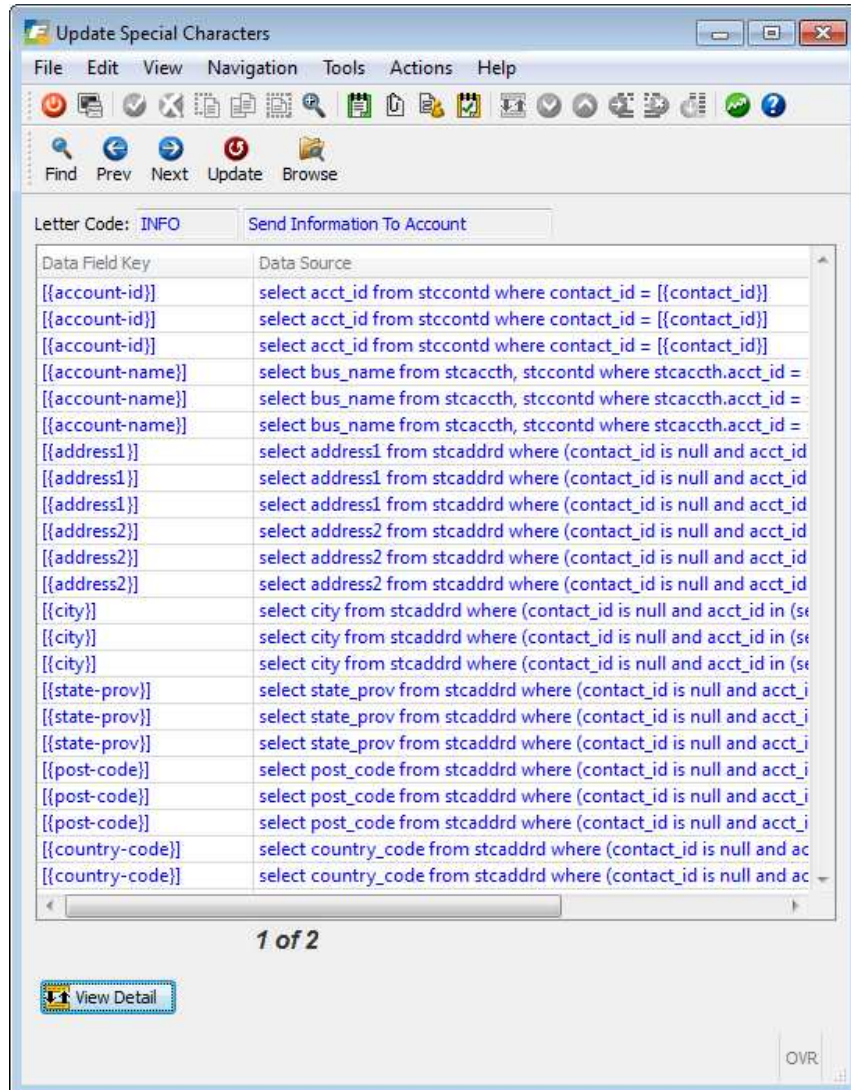 Update Special Characters
File Edit View Navigation Tools Actions Help
Find Prev Next Update Browse
Letter Code: INFO Send Information To Account
Data Field Key Data Source
[{account-id}] select acct_id from stccontd where contact_id = [{contact_id}]
[{account-id}] select acct_id from stccontd where contact_id = [{contact_id}]
[{account-id}] select acct_id from stccontd where contact_id = [{contact_id}]
[{account-name}] select bus_name from stcaccth, stccontd where stcaccth.acct_id =
[{account-name}] select bus_name from stcaccth, stccontd where stcaccth.acct_id =
[{account-name}] select bus_name from stcaccth, stccontd where stcaccth.acct_id =
[{address1}] select address1 from stcaddrd where (contact_id is null and acct_id
[{address1}] select address1 from stcaddrd where (contact_id is null and acct_id
[{address1}] select address1 from stcaddrd where (contact_id is null and acct_id
[{address2}] select address2 from stcaddrd where (contact_id is null and acct_id
[{address2}] select address2 from stcaddrd where (contact_id is null and acct_id
[{address2}] select address2 from stcaddrd where (contact_id is null and acct_id
[{city}] select city from stcaddrd where (contact_id is null and acct_id in (se
[{city}] select city from stcaddrd where (contact_id is null and acct_id in (se
[{city}] select city from stcaddrd where (contact_id is null and acct_id in (se
[{state-prov}] select state_prov from stcaddrd where (contact_id is null and acct_i
[{state-prov}] select state_prov from stcaddrd where (contact_id is null and acct_i
[{state-prov}] select state_prov from stcaddrd where (contact_id is null and acct_i
[{post-code}] select post_code from stcaddrd where (contact_id is null and acct_i
[{post-code}] select post_code from stcaddrd where (contact_id is null and acct_i
[{post-code}] select post_code from stcaddrd where (contact_id is null and acct_i
[{country-code}] select country_code from stcaddrd where (contact_id is null and ac
[{country-code}] select country_code from stcaddrd where (contact_id is null and ac
1 of 2
View Detail
OVR